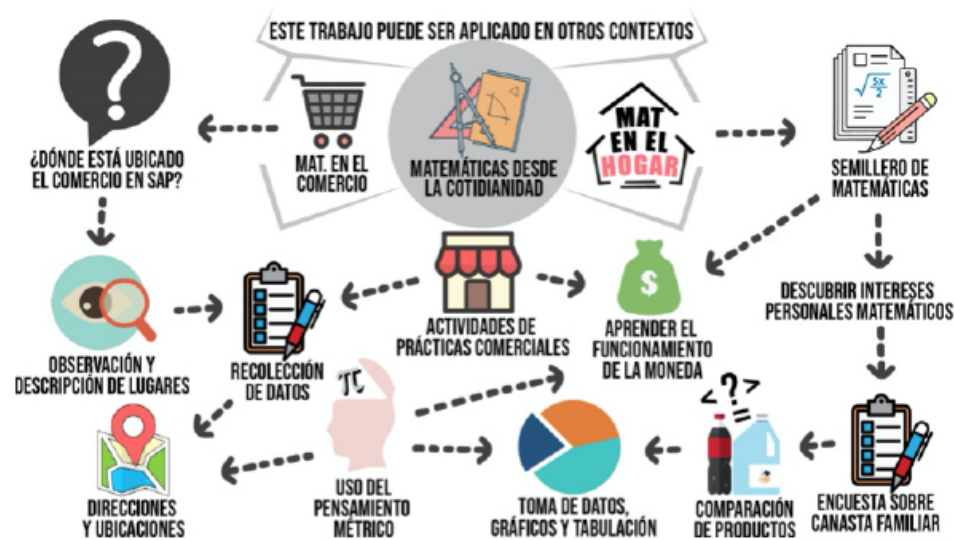 ESTE TRABAJO PUEDE SER APLICADO EN OTROS CONTEXTOS
¿DÓNDE ESTÁ UBICADO
EL COMERCIO EN SAP?
MAT. EN EL
COMERCIO
MATEMÁTICAS DESDE
LA COTIDIANIDAD
MAT
EN EL
HOGAR
√5x/2
SEMILLERO DE
MATEMÁTICAS
OBSERVACIÓN Y
DESCRIPCIÓN DE LUGARES
RECOLECCIÓN
DE DATOS
ACTIVIDADES DE
PRÁCTICAS COMERCIALES
$
APRENDER EL
FUNCIONAMIENTO
DE LA MONEDA
DESCUBRIR INTERESES
PERSONALES MATEMÁTICOS
DIRECCIONES
Y UBICACIONES
π
USO DEL
PENSAMIENTO
MÉTRICO
TOMA DE DATOS,
GRÁFICOS Y TABULACIÓN
<?>
=
COMPARACIÓN
DE PRODUCTOS
ENCUESTA SOBRE
CANASTA FAMILIAR